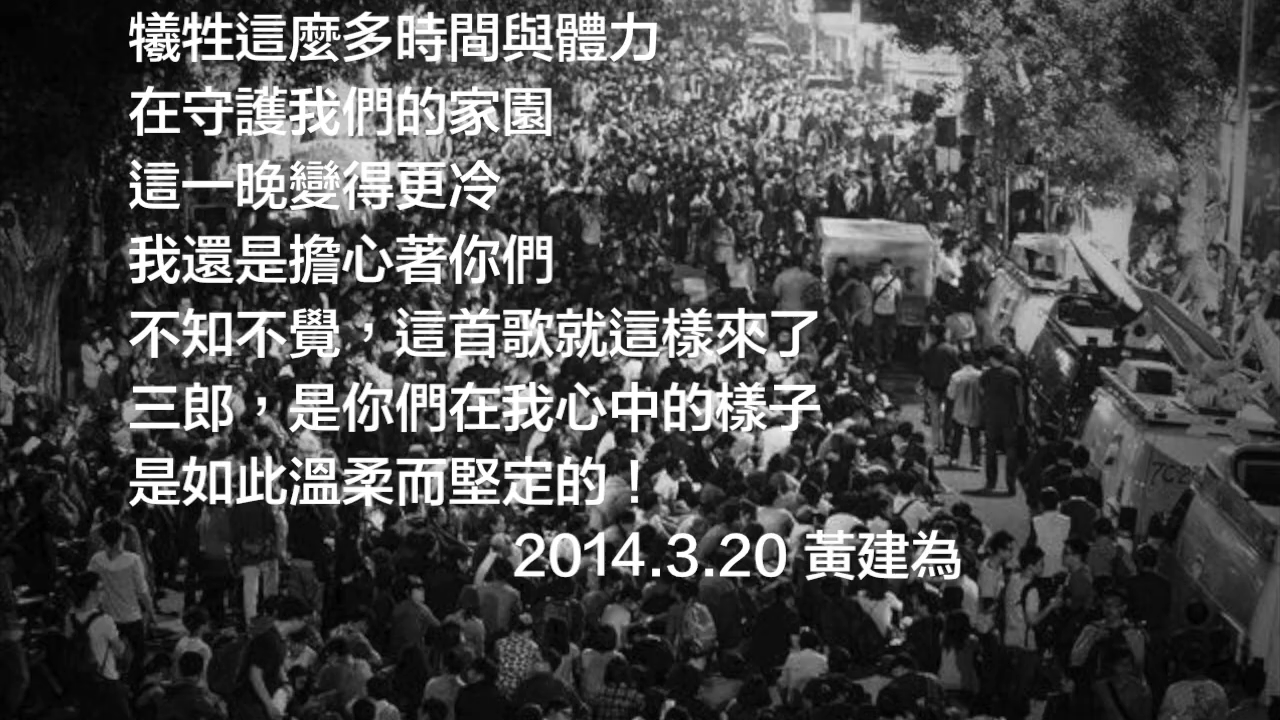 犧牲這麼多時間與體力
在守護我們的家園
這一晚變得更冷
我還是擔心著你們
不知不覺，這首歌就這樣來了
三郎，是你們在我心中的樣子
是如此溫柔而堅定的！
2014.3.20 黃建為